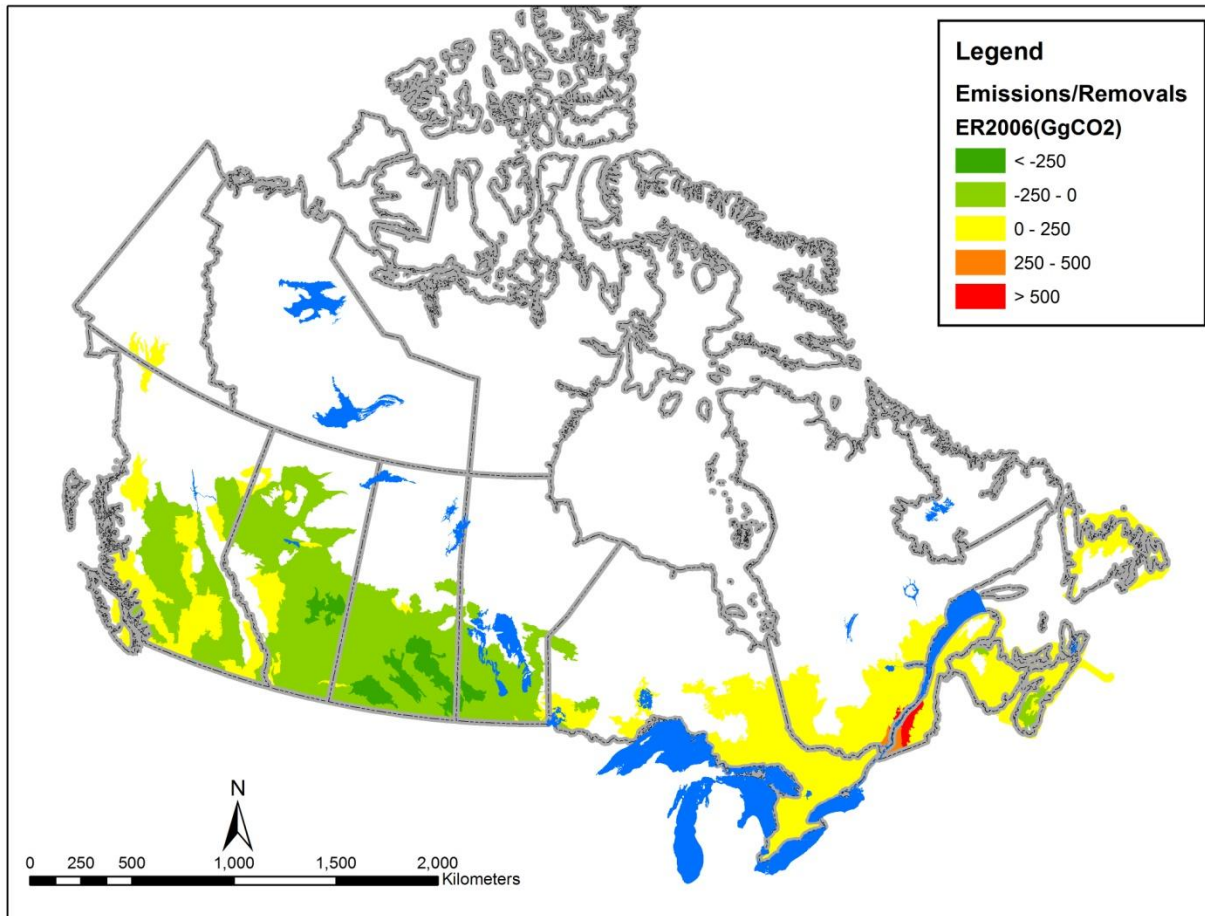 Legend
Emissions/Removals
ER2006(GgCO2)
< -250
-250 - 0
0 - 250
250 - 500
> 500
N
0 250 500 1,000 1,500 2,000
Kilometers